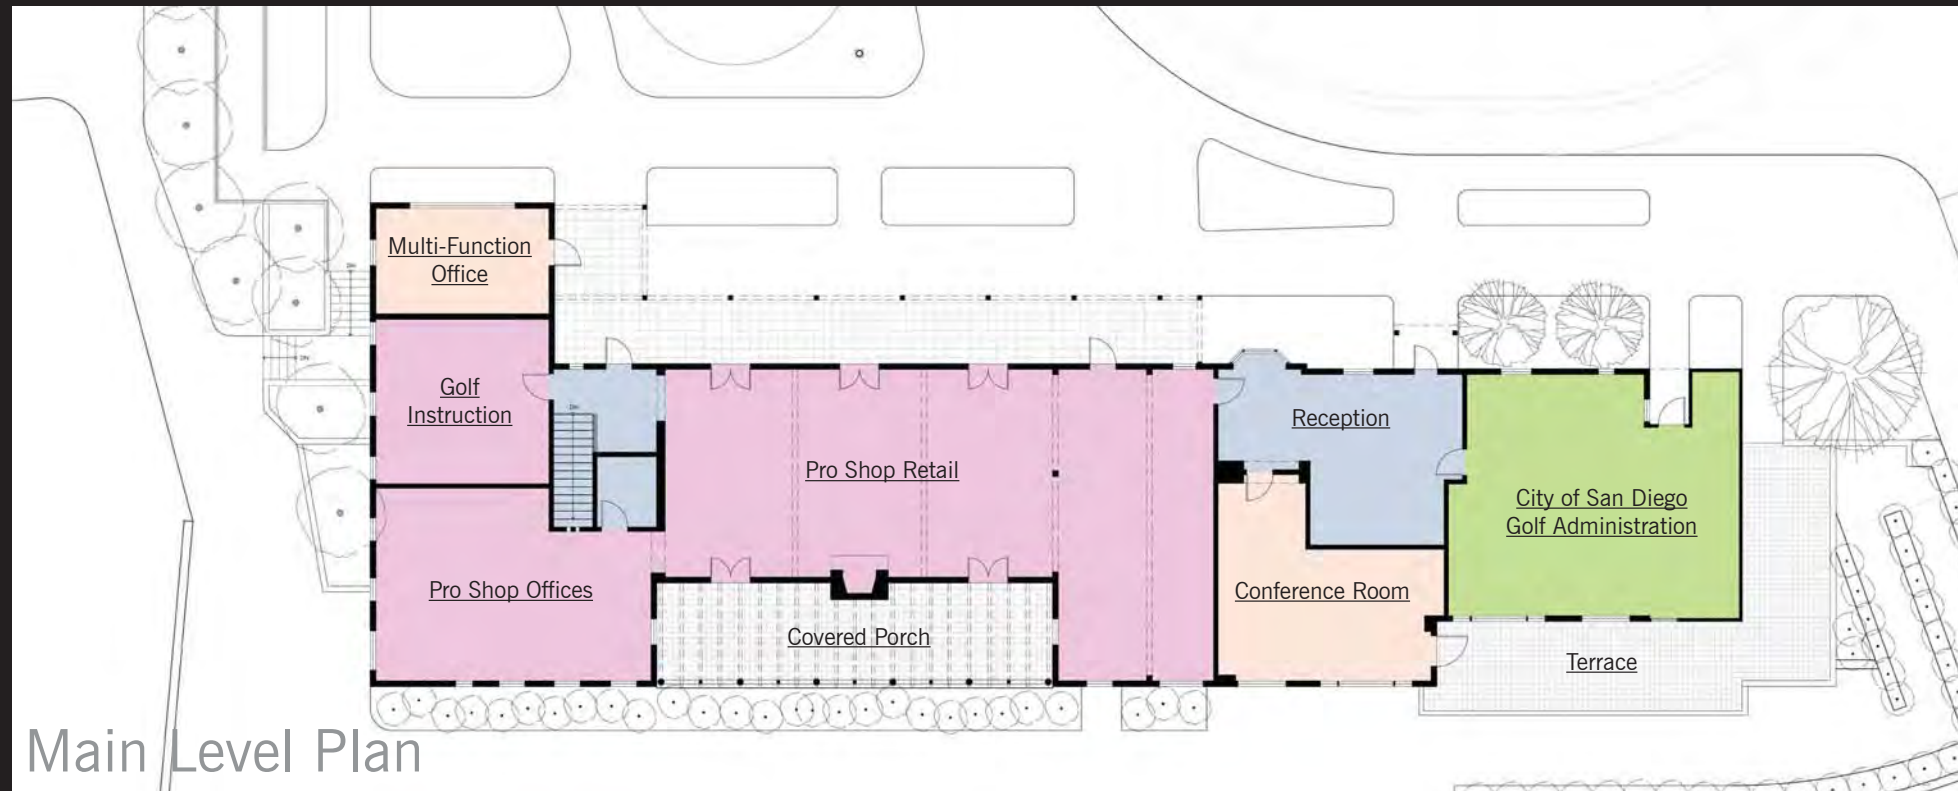 Multi-Function
Office
Golf
Instruction
Pro Shop Retail
Reception
City of San Diego
Golf Administration
Pro Shop Offices
Conference Room
Covered Porch
Terrace
Main Level Plan